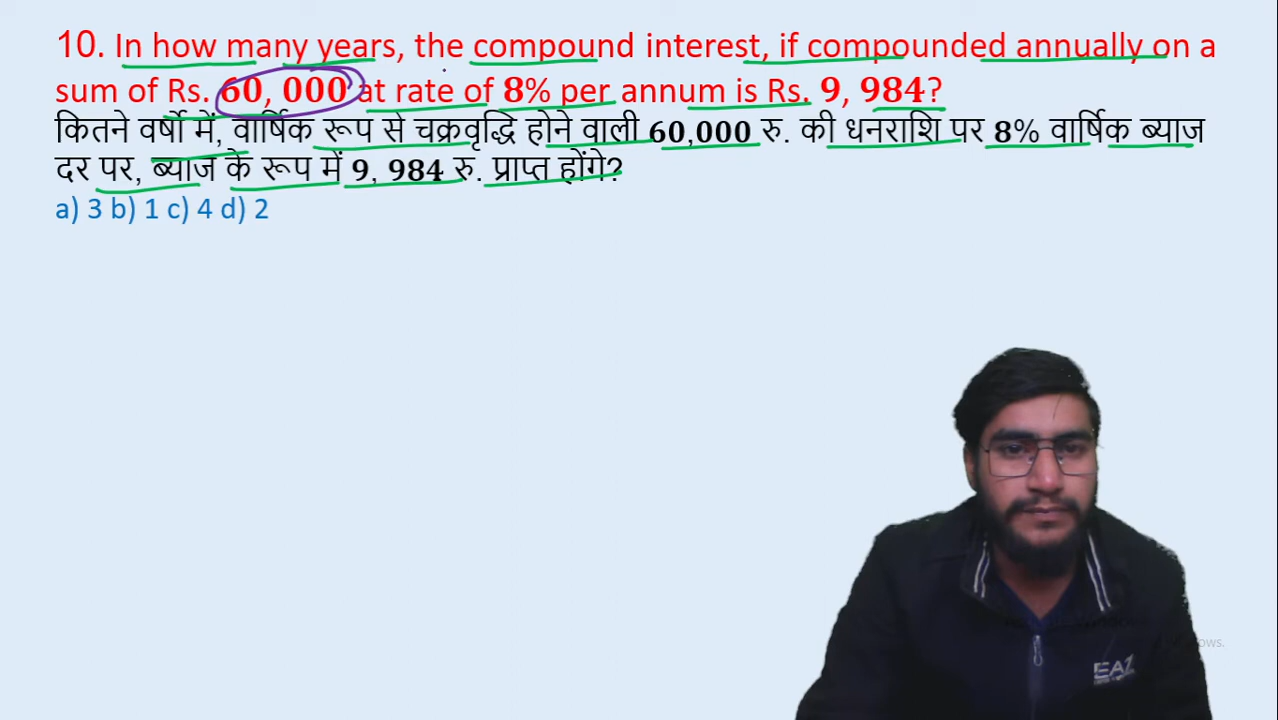 10. In how many years, the compound interest, if compounded annually on a
sum of Rs. 60, 000 at rate of 8% per annum is Rs. 9, 984?
कितने वर्षो में, वार्षिक रूप से चक्रवृद्धि होने वाली 60,000 रु. की धनराशि पर 8% वार्षिक ब्याज
दर पर, ब्याज के रूप में 9, 984 रु. प्राप्त होंगे?
a) 3 b) 1 c) 4 d) 2